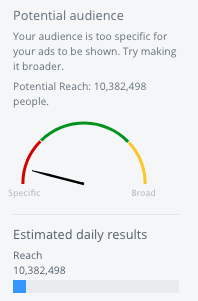 Potential audience
Your audience is too specific for
your ads to be shown. Try making
it broader.
Potential Reach: 10,382,498
people.
Specific
Broad
Estimated daily results
Reach
10,382,498